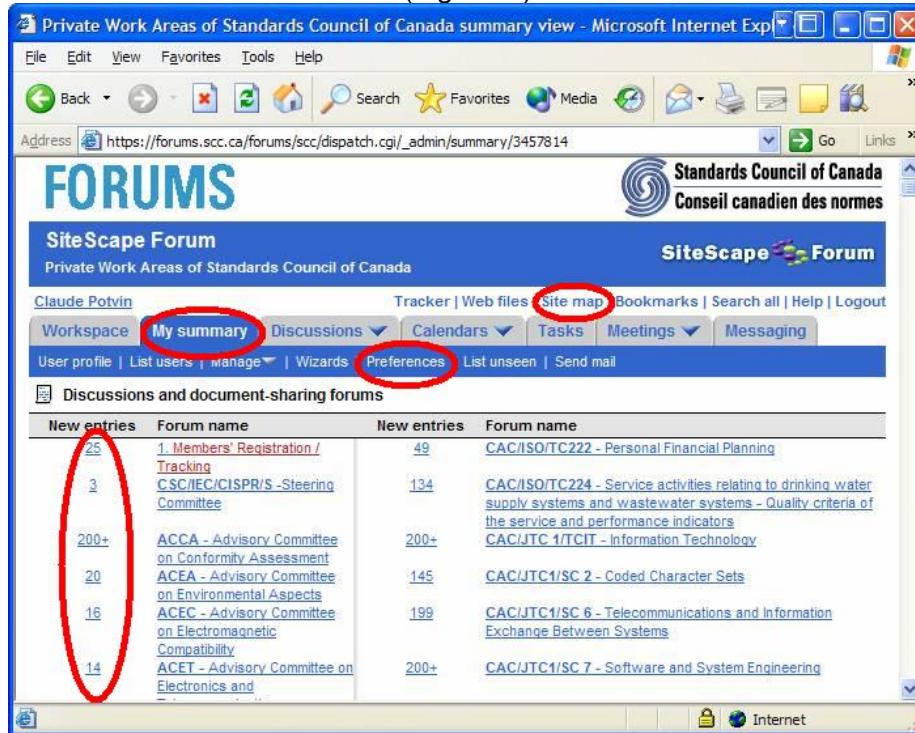 Private Work Areas of Standards Council of Canada summary view - Microsoft Internet Exp
File Edit View Favorites Tools Help
Back Search Favorites Media
Address https://forums.scc.ca/forums/scc/dispatch.cgi/_admin/summary/3457814 Go Links
FORUMS
Standards Council of Canada
Conseil canadien des normes
SiteScape Forum
Private Work Areas of Standards Council of Canada
SiteScape Forum
Claude Potvin Tracker | Web files Site map Bookmarks | Search all | Help | Logout
Workspace My summary Discussions Calendars Tasks Meetings Messaging
User profile | List users | Manage | Wizards Preferences List unseen | Send mail
Discussions and document-sharing forums
New entries Forum name New entries Forum name
25 1. Members' Registration / Tracking
49 CAC/ISO/TC222 - Personal Financial Planning
3 CSC/IEC/CISPR/S -Steering Committee
134 CAC/ISO/TC224 - Service activities relating to drinking water
supply systems and wastewater systems - Quality criteria of
the service and performance indicators
200+ ACCA - Advisory Committee
on Conformity Assessment
200+ CAC/JTC 1/TCIT - Information Technology
20 ACEA - Advisory Committee
on Environmental Aspects
145 CAC/JTC1/SC 2 - Coded Character Sets
16 ACEC - Advisory Committee
on Electromagnetic
Compatibility
199 CAC/JTC1/SC 6 - Telecommunications and Information
Exchange Between Systems
14 ACET - Advisory Committee on
Electronics and
200+ CAC/JTC1/SC 7 - Software and System Engineering
Internet